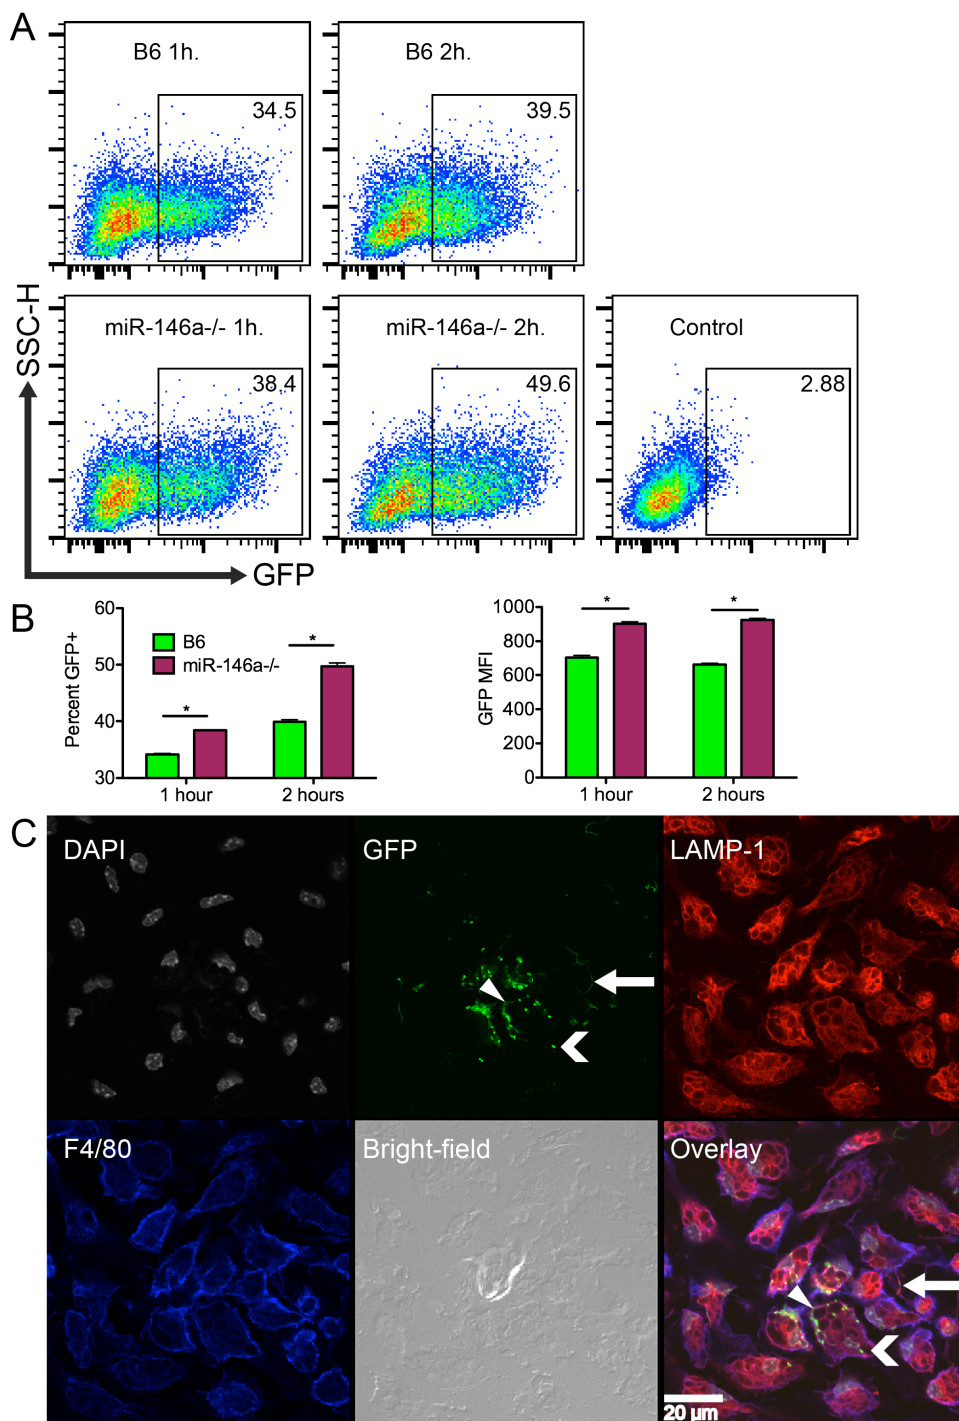 A
B6 1h.
34.5
B6 2h.
39.5
SSC-H
miR-146a-/- 1h.
38.4
miR-146a-/- 2h.
49.6
Control
2.88
GFP
B
Percent GFP+
60
50
40
30
B6
miR-146a-/-
*
*
1 hour
2 hours
GFP MFI
1000
800
600
400
200
0
*
*
1 hour
2 hours
C
DAPI
GFP
LAMP-1
F4/80
Bright-field
Overlay
20 µm